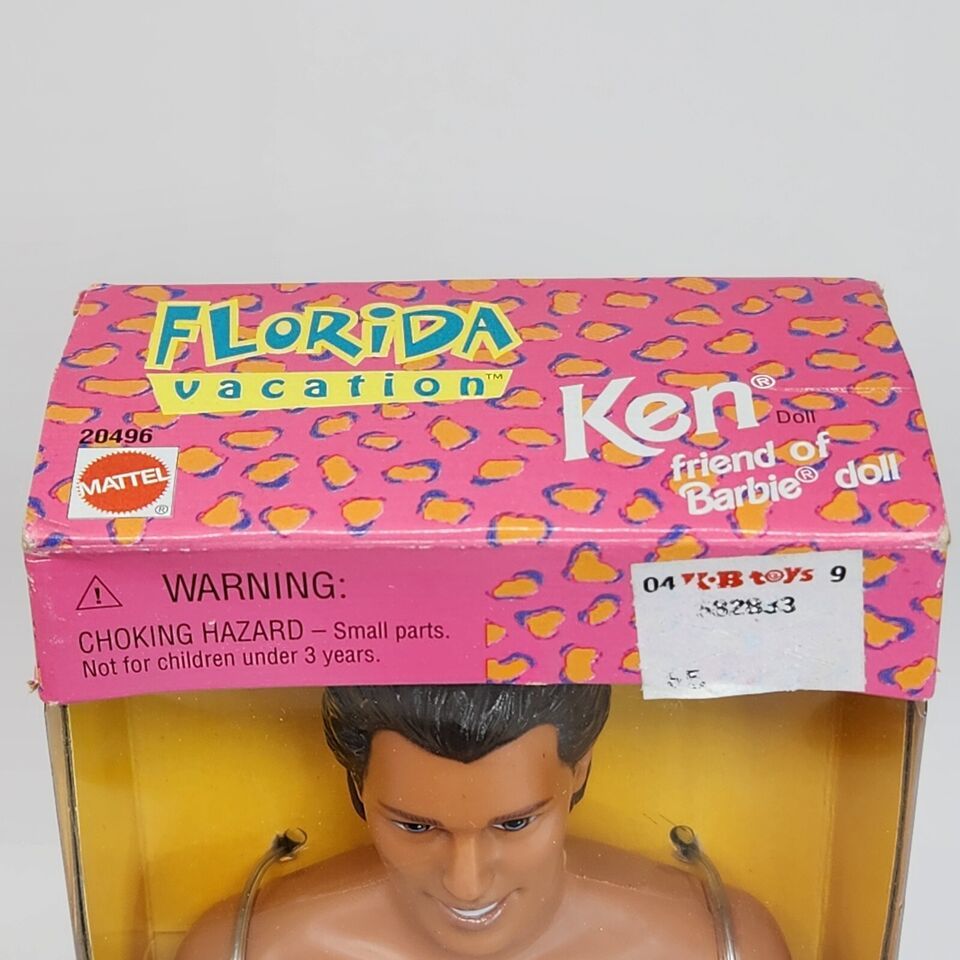 FLORiDA
vacation™
Ken® Doll
friend of
Barbie® doll
20496
MATTEL
®
WARNING:
CHOKING HAZARD – Small parts.
Not for children under 3 years.
04 K·B toys 9